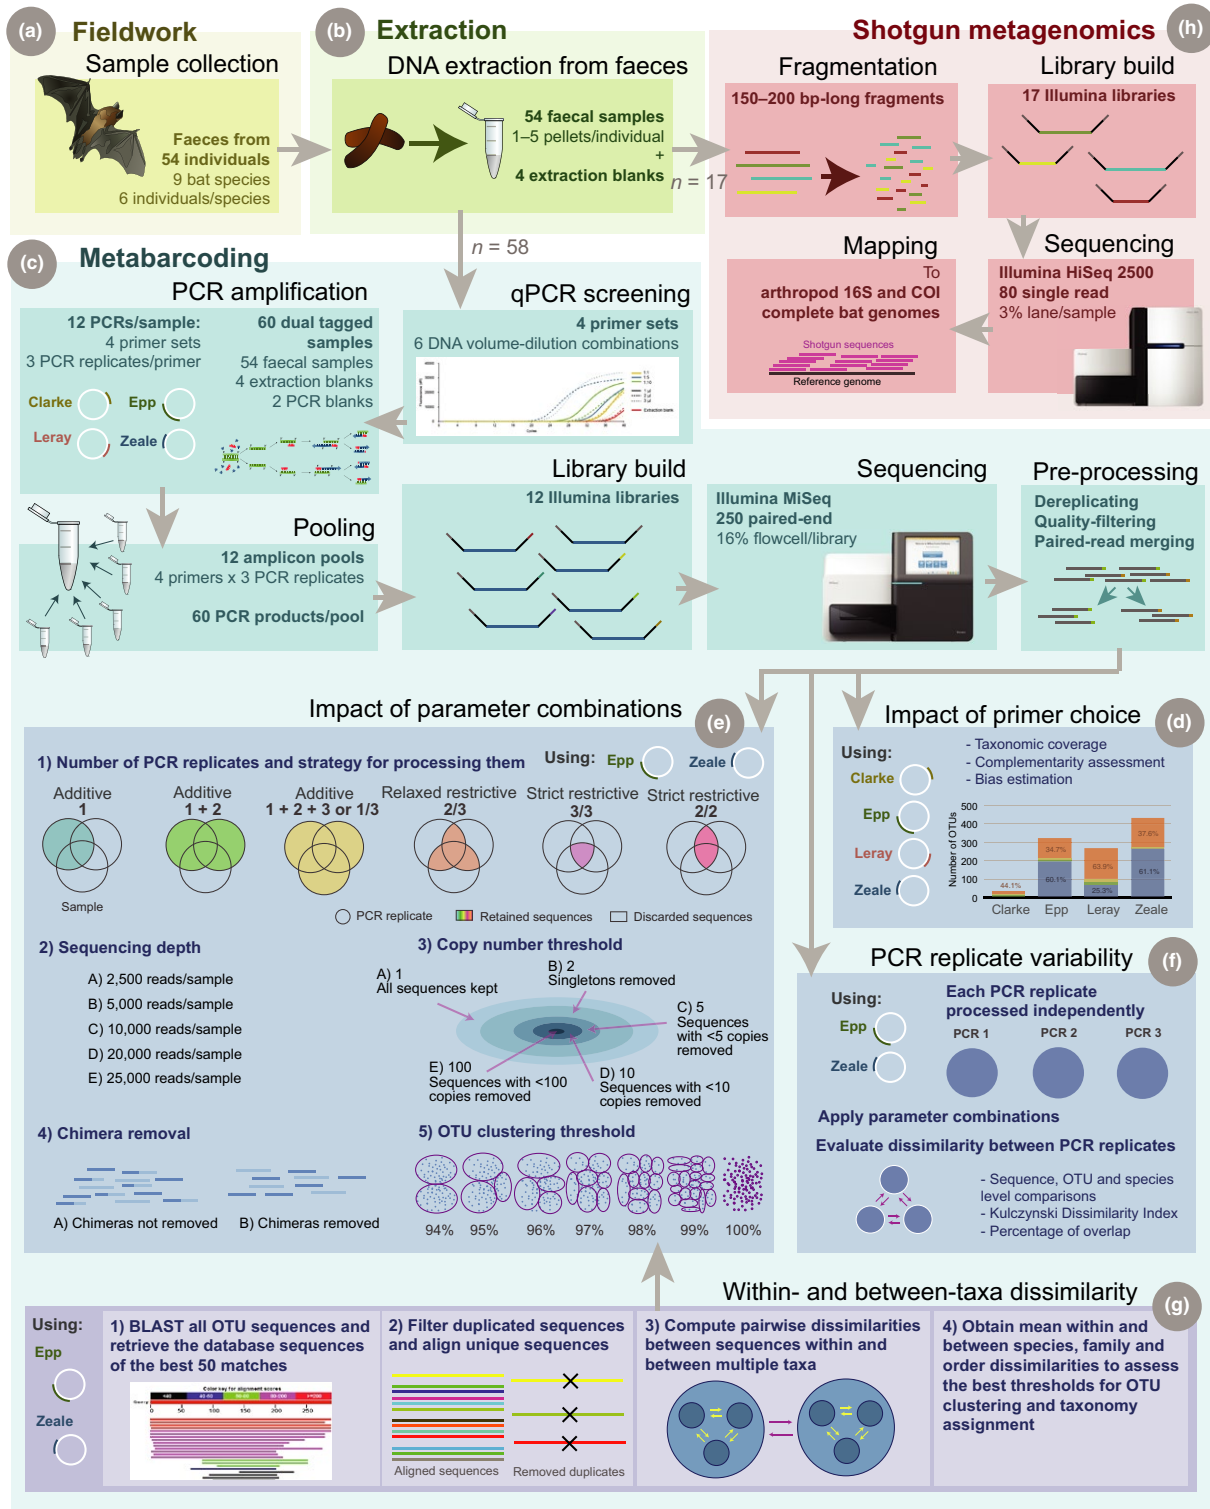 (a) Fieldwork
Sample collection
Faeces from
54 individuals
9 bat species
6 individuals/species
(b) Extraction
DNA extraction from faeces
54 faecal samples
1–5 pellets/individual
+
4 extraction blanks
n = 17
n = 58
Shotgun metagenomics (h)
Fragmentation
150–200 bp-long fragments
Library build
17 Illumina libraries
Mapping
To
arthropod 16S and COI
complete bat genomes
Shotgun sequences
Reference genome
Sequencing
Illumina HiSeq 2500
80 single read
3% lane/sample
(c) Metabarcoding
PCR amplification
12 PCRs/sample:
4 primer sets
3 PCR replicates/primer
Clarke
Epp
Leray
Zeale
60 dual tagged
samples
54 faecal samples
4 extraction blanks
2 PCR blanks
qPCR screening
4 primer sets
6 DNA volume-dilution combinations
Extraction blank
Cycles
Pooling
12 amplicon pools
4 primers x 3 PCR replicates
60 PCR products/pool
Library build
12 Illumina libraries
Sequencing
Illumina MiSeq
250 paired-end
16% flowcell/library
Pre-processing
Dereplicating
Quality-filtering
Paired-read merging
Impact of parameter combinations (e)
1) Number of PCR replicates and strategy for processing them
Using: Epp Zeale
Additive
1
Additive
1 + 2
Additive
1 + 2 + 3 or 1/3
Relaxed restrictive
2/3
Strict restrictive
3/3
Strict restrictive
2/2
Sample
PCR replicate
Retained sequences
Discarded sequences
2) Sequencing depth
A) 2,500 reads/sample
B) 5,000 reads/sample
C) 10,000 reads/sample
D) 20,000 reads/sample
E) 25,000 reads/sample
3) Copy number threshold
A) 1
All sequences kept
B) 2
Singletons removed
C) 5
Sequences
with <5 copies
removed
D) 10
Sequences with <10
copies removed
E) 100
Sequences with <100
copies removed
4) Chimera removal
A) Chimeras not removed
B) Chimeras removed
5) OTU clustering threshold
94% 95% 96% 97% 98% 99% 100%
Impact of primer choice (d)
Using:
Clarke
Epp
Leray
Zeale
- Taxonomic coverage
- Complementarity assessment
- Bias estimation
Number of OTUs
500
400
300
200
100
0
44.1%
34.7%
60.1%
63.9%
25.3%
37.6%
61.1%
Clarke Epp Leray Zeale
PCR replicate variability (f)
Using:
Epp
Zeale
Each PCR replicate
processed independently
PCR 1 PCR 2 PCR 3
Apply parameter combinations
Evaluate dissimilarity between PCR replicates
- Sequence, OTU and species
level comparisons
- Kulczynski Dissimilarity Index
- Percentage of overlap
Within- and between-taxa dissimilarity (g)
Using:
Epp
Zeale
1) BLAST all OTU sequences and
retrieve the database sequences
of the best 50 matches
Color key for alignment scores
0 50 100 150 200 250
2) Filter duplicated sequences
and align unique sequences
Aligned sequences
Removed duplicates
3) Compute pairwise dissimilarities
between sequences within and
between multiple taxa
4) Obtain mean within and
between species, family and
order dissimilarities to assess
the best thresholds for OTU
clustering and taxonomy
assignment